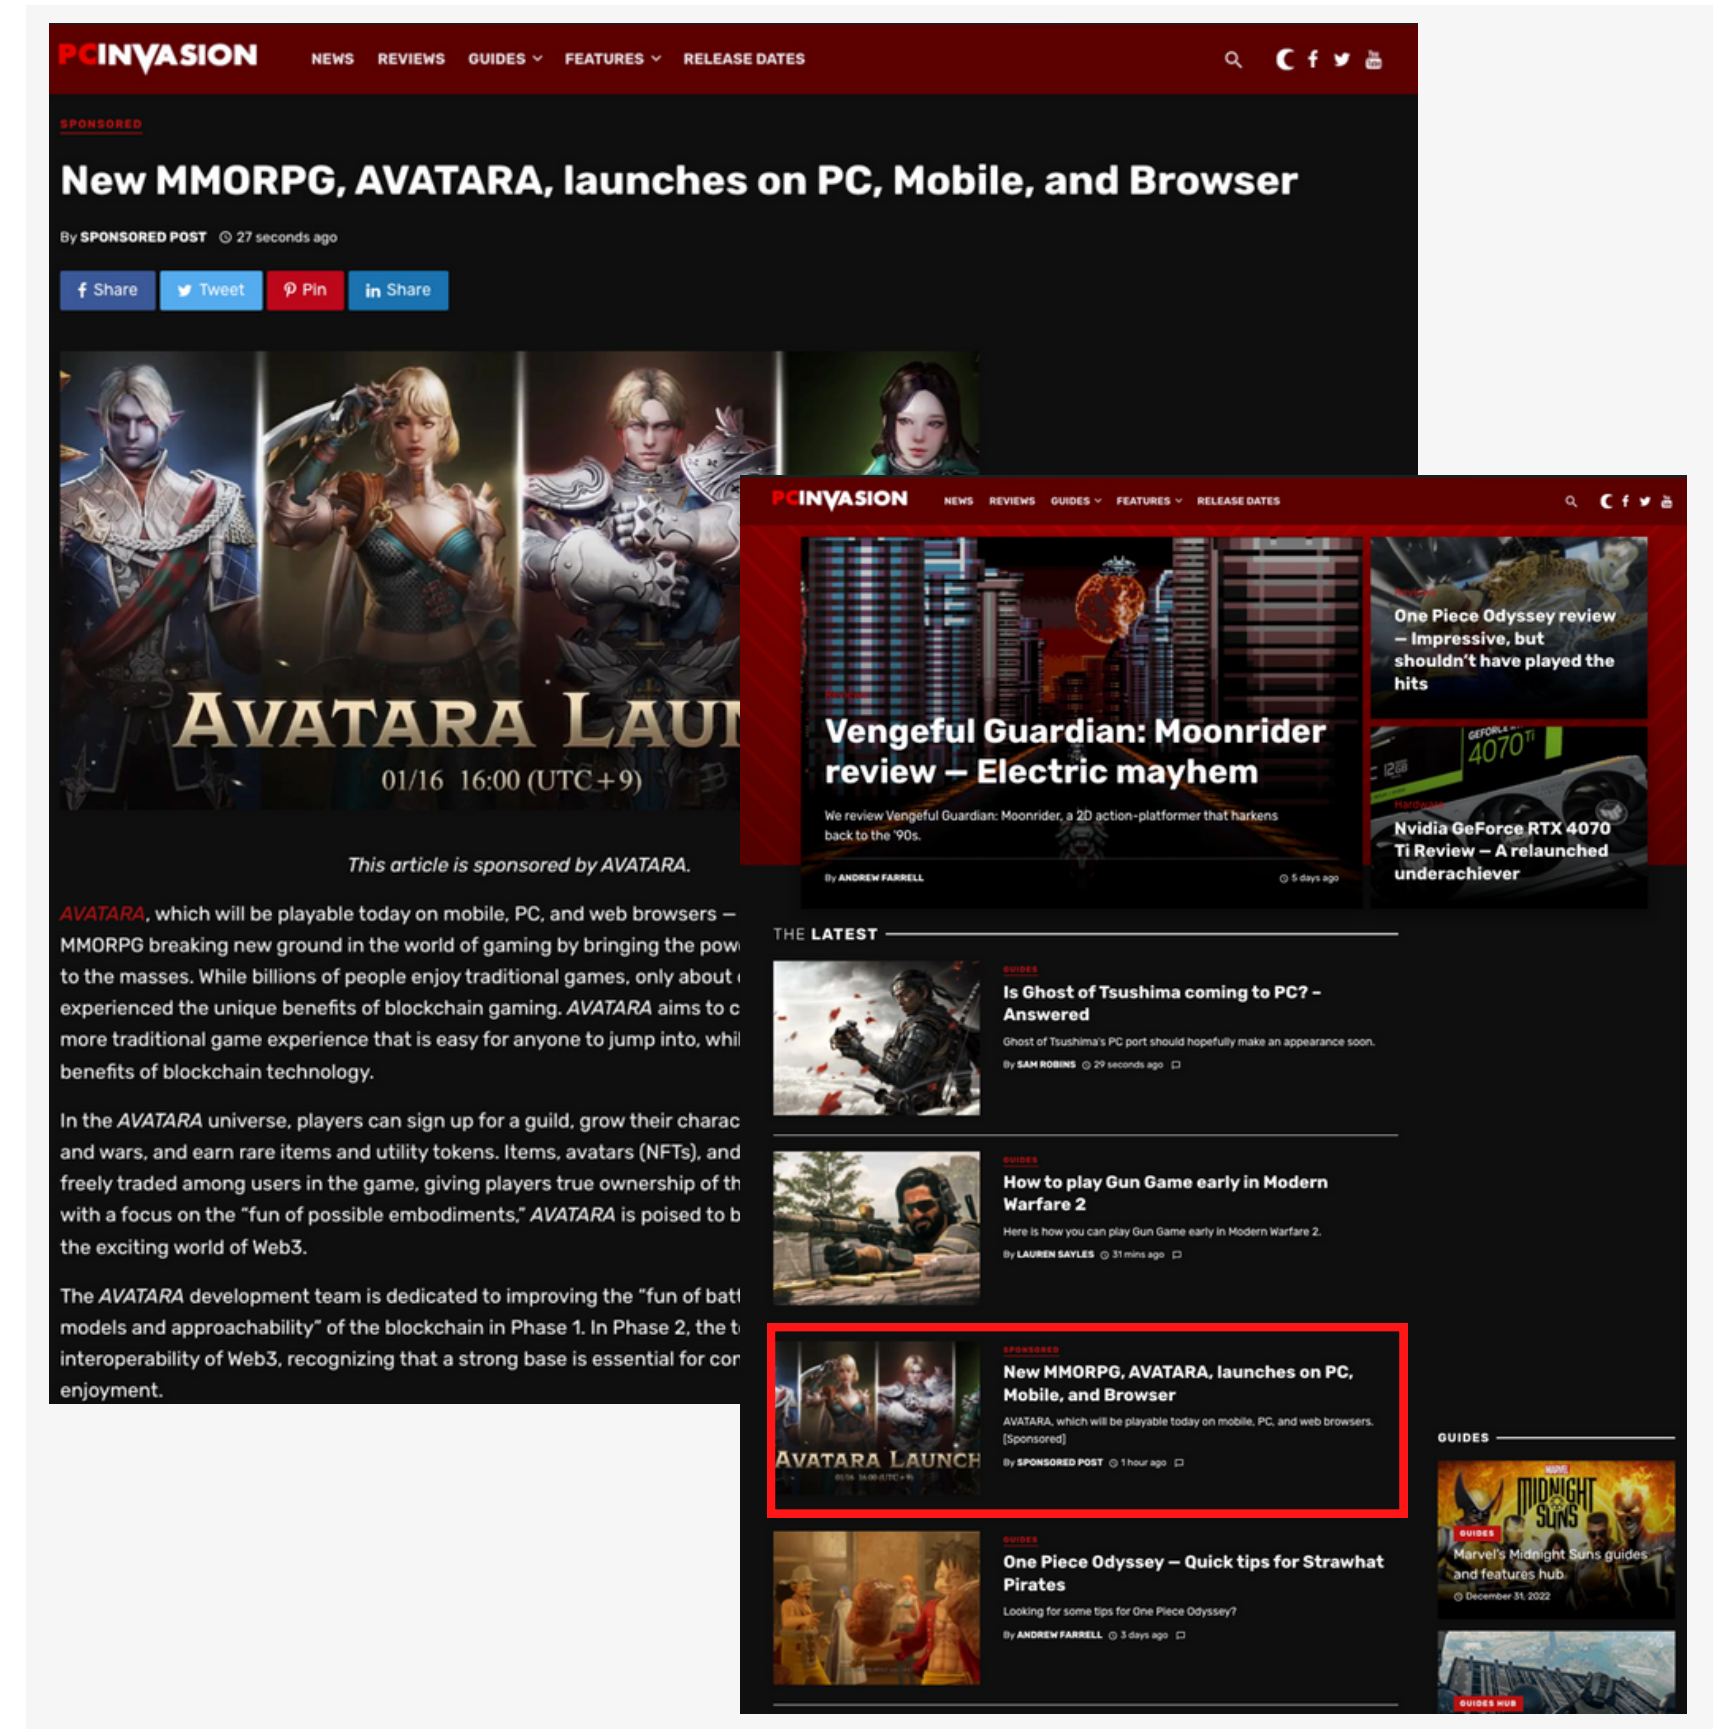 PCINVASION
NEWS REVIEWS GUIDES FEATURES RELEASE DATES
SPONSORED
New MMORPG, AVATARA, launches on PC, Mobile, and Browser
By SPONSORED POST 27 seconds ago
Share Tweet Pin Share
AVATARA LAUN
01/16 16:00 (UTC+9)
This article is sponsored by AVATARA.
AVATARA, which will be playable today on mobile, PC, and web browsers —
MMORPG breaking new ground in the world of gaming by bringing the pow
to the masses. While billions of people enjoy traditional games, only about
experienced the unique benefits of blockchain gaming. AVATARA aims to c
more traditional game experience that is easy for anyone to jump into, whil
benefits of blockchain technology.
In the AVATARA universe, players can sign up for a guild, grow their charac
and wars, and earn rare items and utility tokens. Items, avatars (NFTs), and
freely traded among users in the game, giving players true ownership of th
with a focus on the “fun of possible embodiments,” AVATARA is poised to b
the exciting world of Web3.
The AVATARA development team is dedicated to improving the “fun of batt
models and approachability” of the blockchain in Phase 1. In Phase 2, the t
interoperability of Web3, recognizing that a strong base is essential for cor
enjoyment.
PCINVASION
NEWS REVIEWS GUIDES FEATURES RELEASE DATES
Reviews
Vengeful Guardian: Moonrider
review – Electric mayhem
We review Vengeful Guardian: Moonrider, a 2D action-platformer that harkens
back to the '90s.
By ANDREW FARRELL 5 days ago
Reviews
One Piece Odyssey review
– Impressive, but
shouldn't have played the
hits
GEFORCE
4070 Ti
12GB
Hardware
Nvidia GeForce RTX 4070
Ti Review – A relaunched
underachiever
THE LATEST
GUIDES
Is Ghost of Tsushima coming to PC? –
Answered
Ghost of Tsushima's PC port should hopefully make an appearance soon.
By SAM ROBINS 29 seconds ago
GUIDES
How to play Gun Game early in Modern
Warfare 2
Here is how you can play Gun Game early in Modern Warfare 2.
By LAUREN SAYLES 31 mins ago
AVATARA LAUNCH
01/16 16:00 (UTC+9)
SPONSORED
New MMORPG, AVATARA, launches on PC,
Mobile, and Browser
AVATARA, which will be playable today on mobile, PC, and web browsers.
[Sponsored]
By SPONSORED POST 1 hour ago
GUIDES
One Piece Odyssey – Quick tips for Strawhat
Pirates
Looking for some tips for One Piece Odyssey?
By ANDREW FARRELL 3 days ago
GUIDES
MARVEL
MIDNIGHT
SUNS
GUIDES
Marvel's Midnight Suns guides
and features hub
December 31, 2022
GUIDES HUB